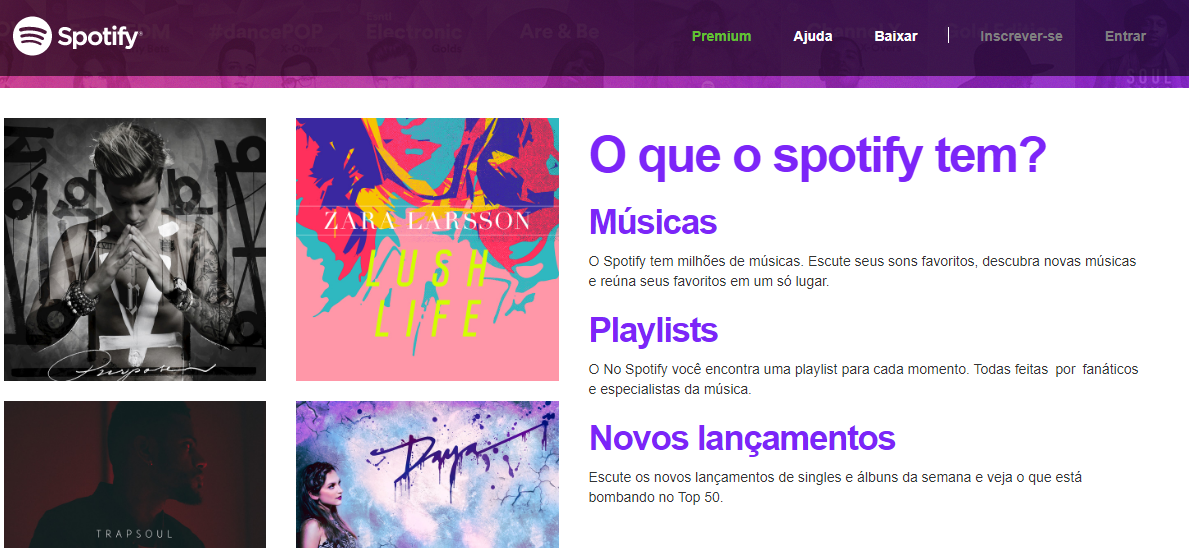 Spotify®
#dancePOP
Electronic
Are & Be
Premium
Ajuda
Baixar
Inscrever-se
Entrar
SOUL
O que o spotify tem?
Músicas
O Spotify tem milhões de músicas. Escute seus sons favoritos, descubra novas músicas
e reúna seus favoritos em um só lugar.
Playlists
O No Spotify você encontra uma playlist para cada momento. Todas feitas por fanáticos
e especialistas da música.
Novos lançamentos
Escute os novos lançamentos de singles e álbuns da semana e veja o que está
bombando no Top 50.
Purpose
ZARA LARSSON
LUSH
LIFE
TRAPSOUL
Daya